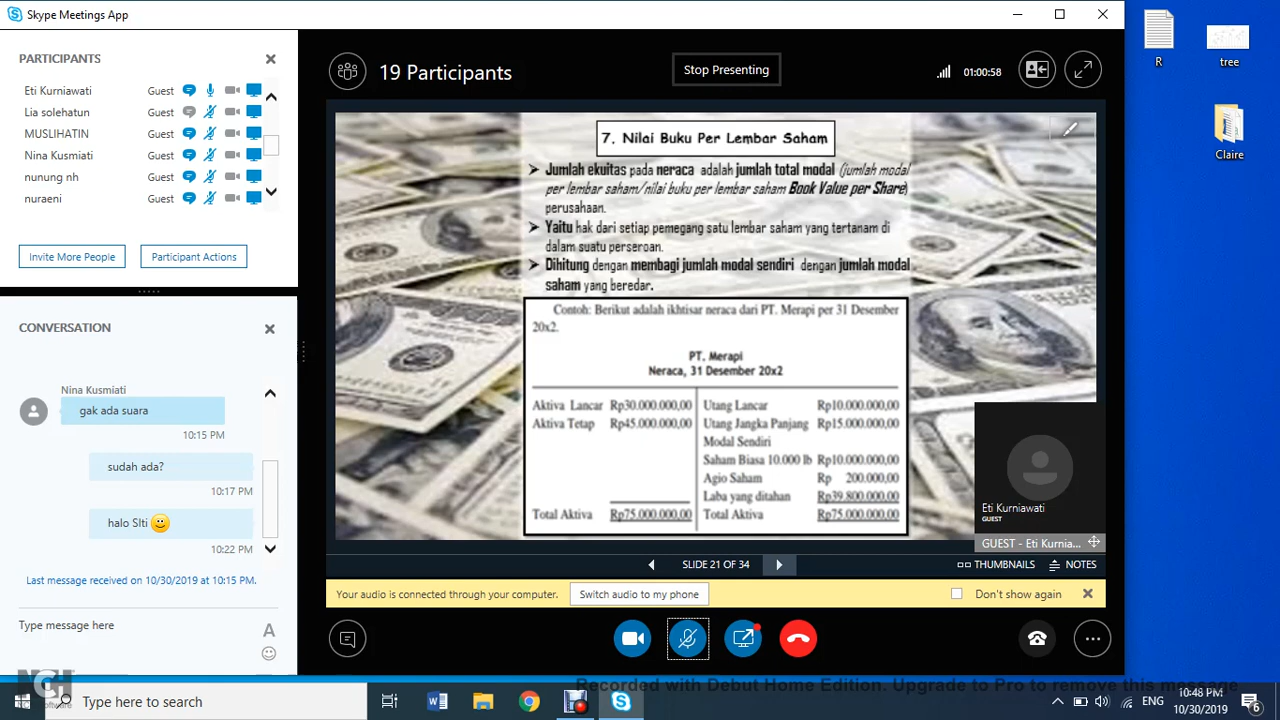 Skype Meetings App
PARTICIPANTS
Eti Kurniawati Guest
Lia solehatun Guest
MUSLIHATIN Guest
Nina Kusmiati Guest
nunung nh Guest
nuraeni Guest
Invite More People Participant Actions
CONVERSATION
Nina Kusmiati
gak ada suara
10:15 PM
sudah ada?
10:17 PM
halo SIti
10:22 PM
Last message received on 10/30/2019 at 10:15 PM.
Type message here
A
19 Participants
Stop Presenting
01:00:58
7. Nilai Buku Per Lembar Saham
Jumlah ekuitas pada neraca adalah jumlah total modal (jumlah modal
per lembar saham/nilai buku per lembar saham Book Value per Share)
perusahaan.
Yaitu hak dari setiap pemegang satu lembar saham yang tertanam di
dalam suatu perseroan.
Dihitung dengan membagi jumlah modal sendiri dengan jumlah modal
saham yang beredar.
Contoh: Berikut adalah ikhtisar neraca dari PT. Merapi per 31 Desember
20x2.
PT. Merapi
Neraca, 31 Desember 20x2
Aktiva Lancar Rp30.000.000,00 Utang Lancar Rp10.000.000,00
Aktiva Tetap Rp45.000.000,00 Utang Jangka Panjang Rp15.000.000,00
Modal Sendiri
Saham Biasa 10.000 lb Rp10.000.000,00
Agio Saham Rp 200.000,00
Laba yang ditahan Rp39.800.000,00
Total Aktiva Rp75.000.000,00 Total Aktiva Rp75.000.000,00
Eti Kurniawati
GUEST
GUEST - Eti Kurnia...
SLIDE 21 OF 34
THUMBNAILS
NOTES
Your audio is connected through your computer.
Switch audio to my phone
Don't show again
R
tree
Claire
NCH
Software
Recorded with Debut Home Edition. Upgrade to Pro to remove this message
Type here to search
ENG
10:48 PM
10/30/2019
6